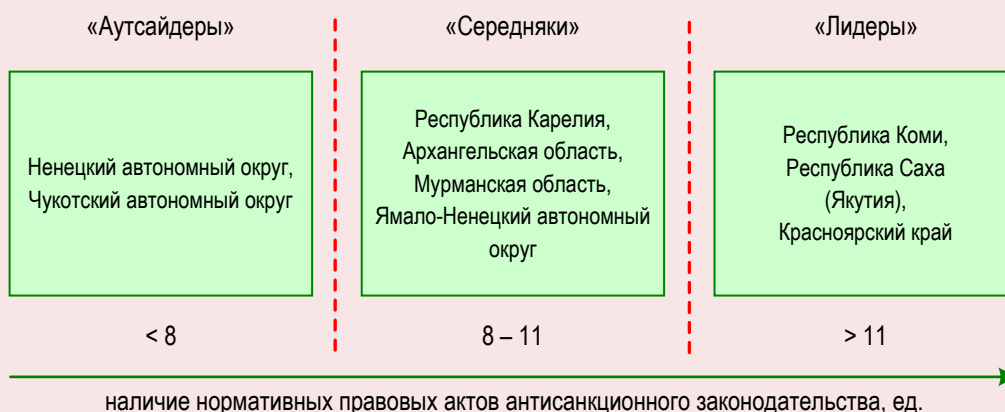 «Аутсайдеры»
«Середняки»
«Лидеры»
Ненецкий автономный округ,
Чукотский автономный округ
Республика Карелия,
Архангельская область,
Мурманская область,
Ямало-Ненецкий автономный
округ
Республика Коми,
Республика Саха
(Якутия),
Красноярский край
< 8
8 – 11
> 11
наличие нормативных правовых актов антисанкционного законодательства, ед.